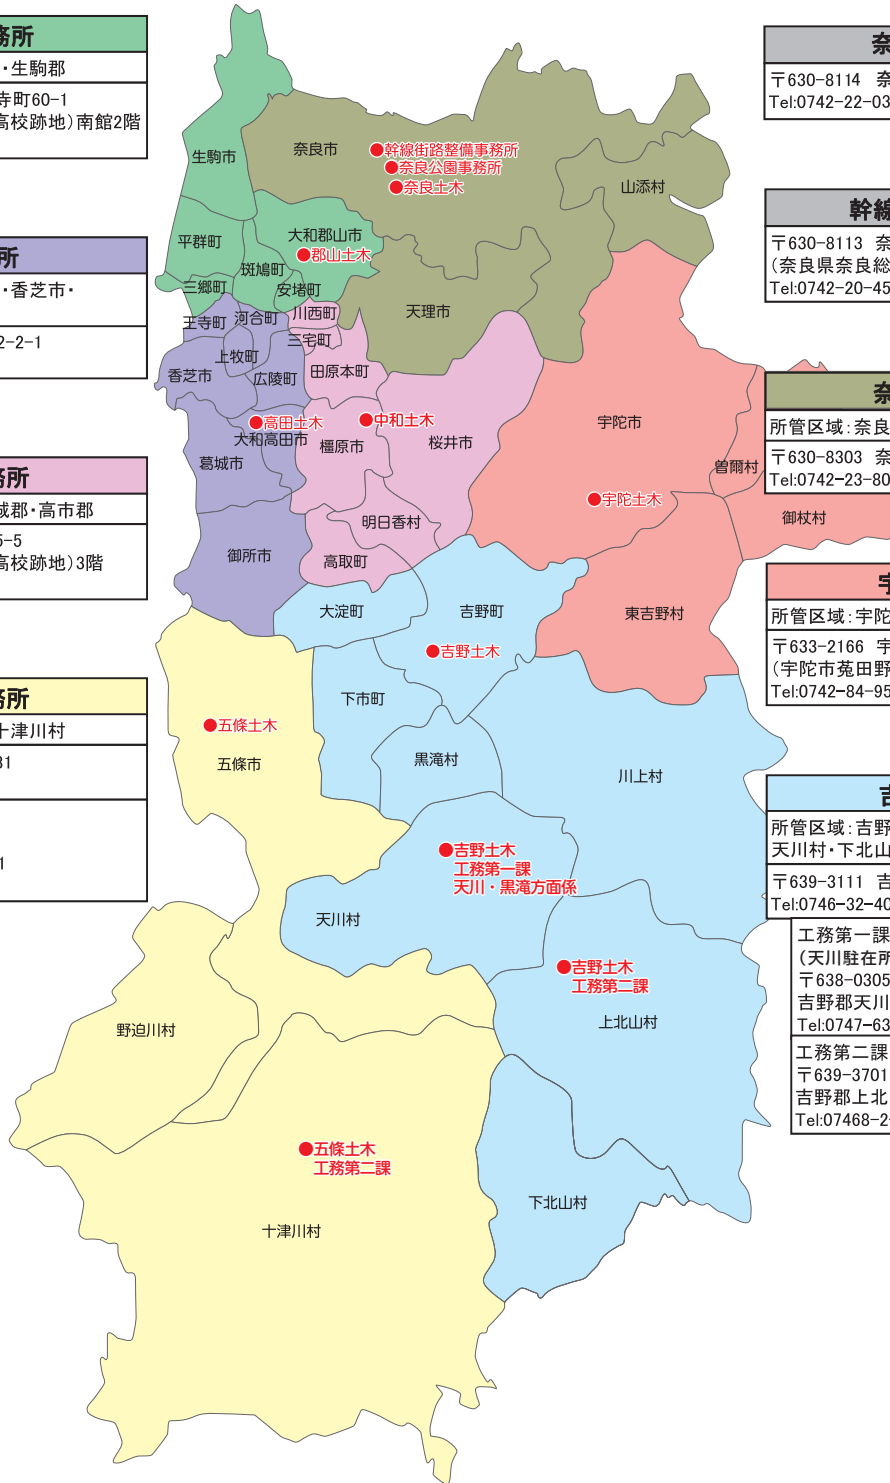 務所
・生駒郡
寺町60-1
高校跡地)南館2階
所
・香芝市・
2-2-1
務所
城郡・高市郡
5-5
高校跡地)3階
務所
十津川村
31
1
生駒市
奈良市
幹線街路整備事務所
奈良公園事務所
奈良土木
山添村
平群町
大和郡山市
郡山土木
斑鳩町
三郷町
安堵町
天理市
王寺町
河合町
川西町
三宅町
上牧町
香芝市
広陵町
田原本町
高田土木
大和高田市
中和土木
橿原市
桜井市
宇陀市
葛城市
曽爾村
宇陀土木
御杖村
明日香村
御所市
高取町
大淀町
吉野町
東吉野村
吉野土木
下市町
五條土木
五條市
黒滝村
川上村
吉野土木
工務第一課
天川・黒滝方面係
天川村
吉野土木
工務第二課
上北山村
野迫川村
五條土木
工務第二課
十津川村
下北山村
奈
〒630-8114 奈
Tel:0742-22-03
幹線
〒630-8113 奈
(奈良県奈良総
Tel:0742-20-45
奈
所管区域:奈良
〒630-8303 奈
Tel:0742-23-80
宇
所管区域:宇陀
〒633-2166 宇
(宇陀市菟田野
Tel:0742-84-95
吉
所管区域:吉野
天川村・下北山
〒639-3111 吉
Tel:0746-32-40
工務第一課
(天川駐在所
〒638-0305
吉野郡天川
Tel:0747-63
工務第二課
〒639-3701
吉野郡上北
Tel:07468-2